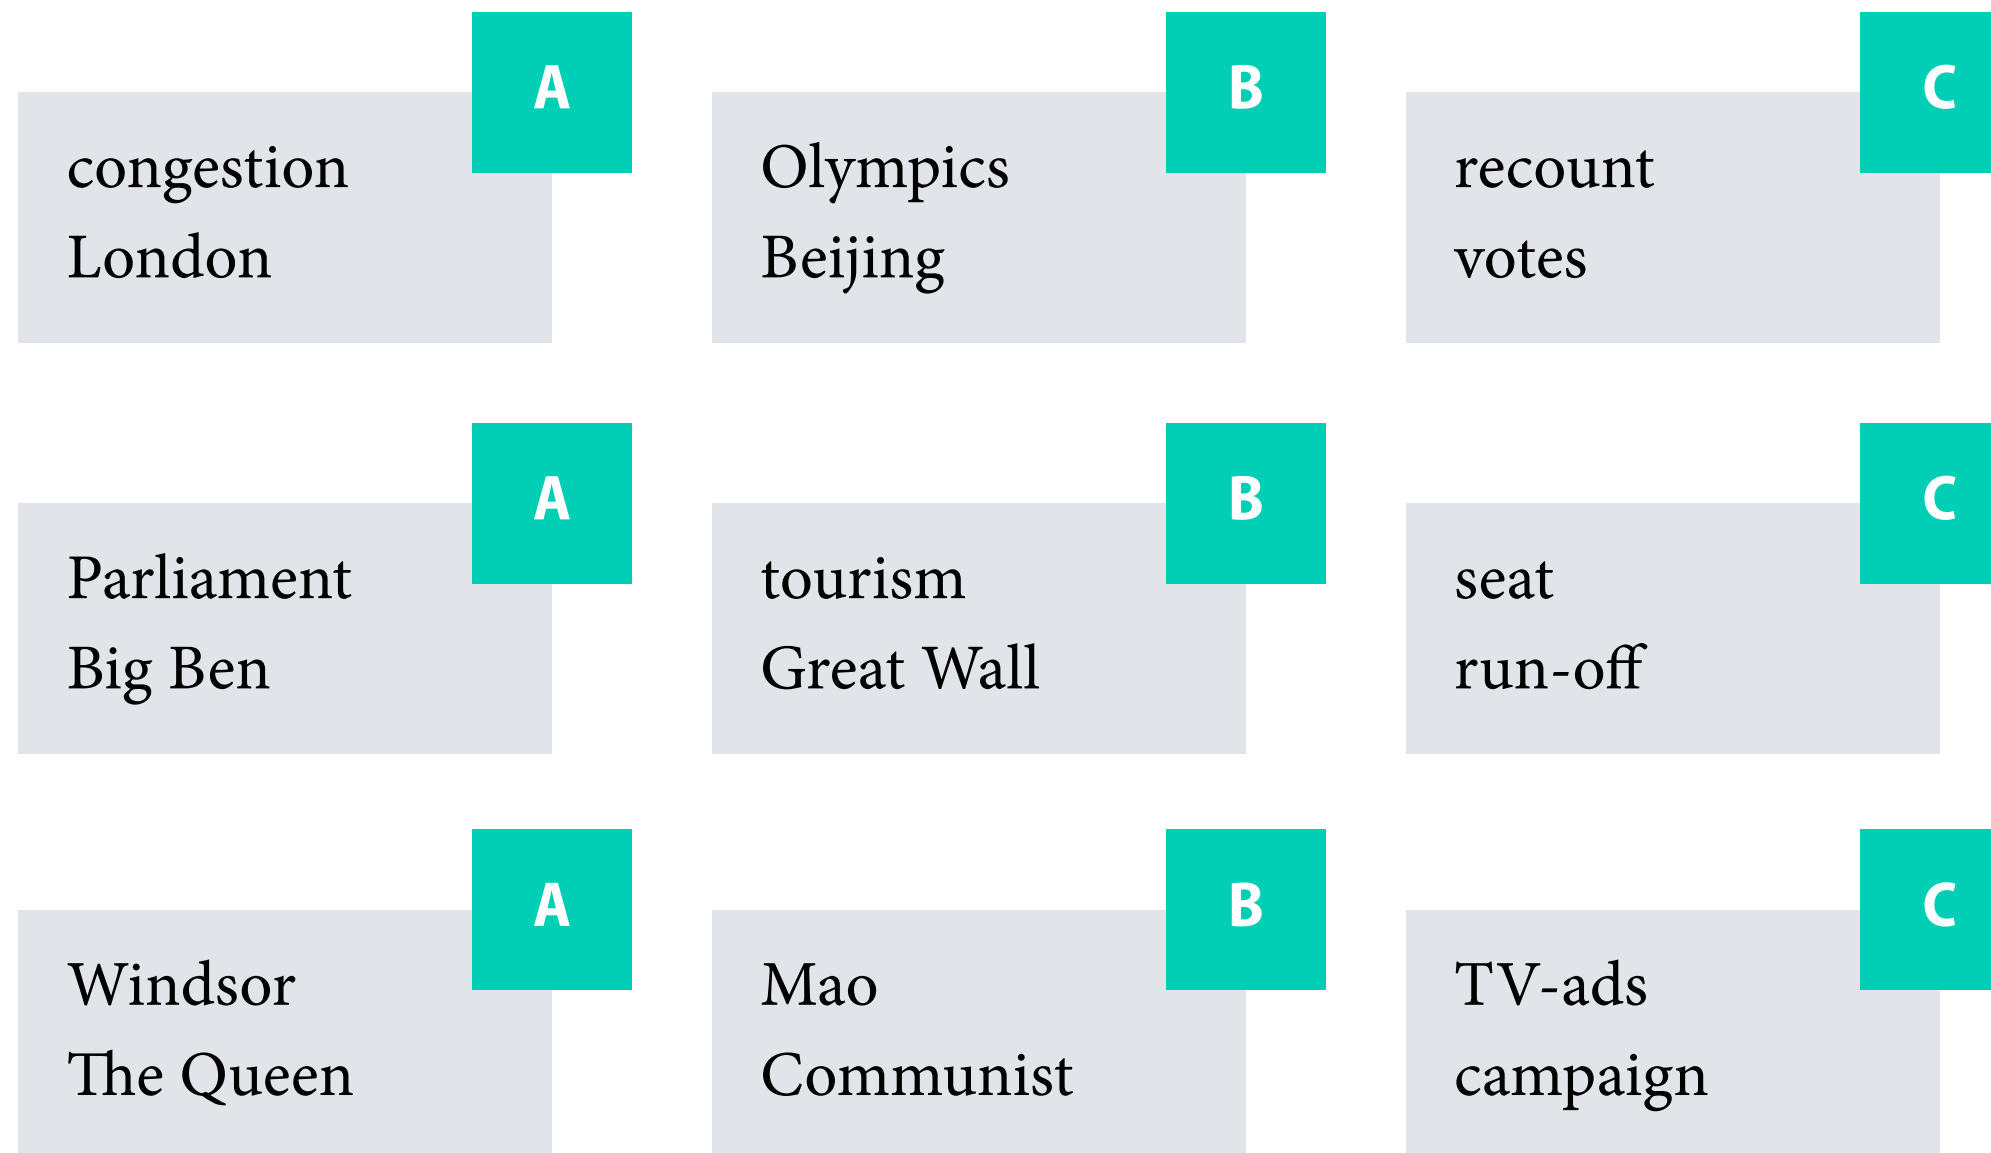 A
congestion
London
B
Olympics
Beijing
C
recount
votes
A
Parliament
Big Ben
B
tourism
Great Wall
C
seat
run-off
A
Windsor
The Queen
B
Mao
Communist
C
TV-ads
campaign